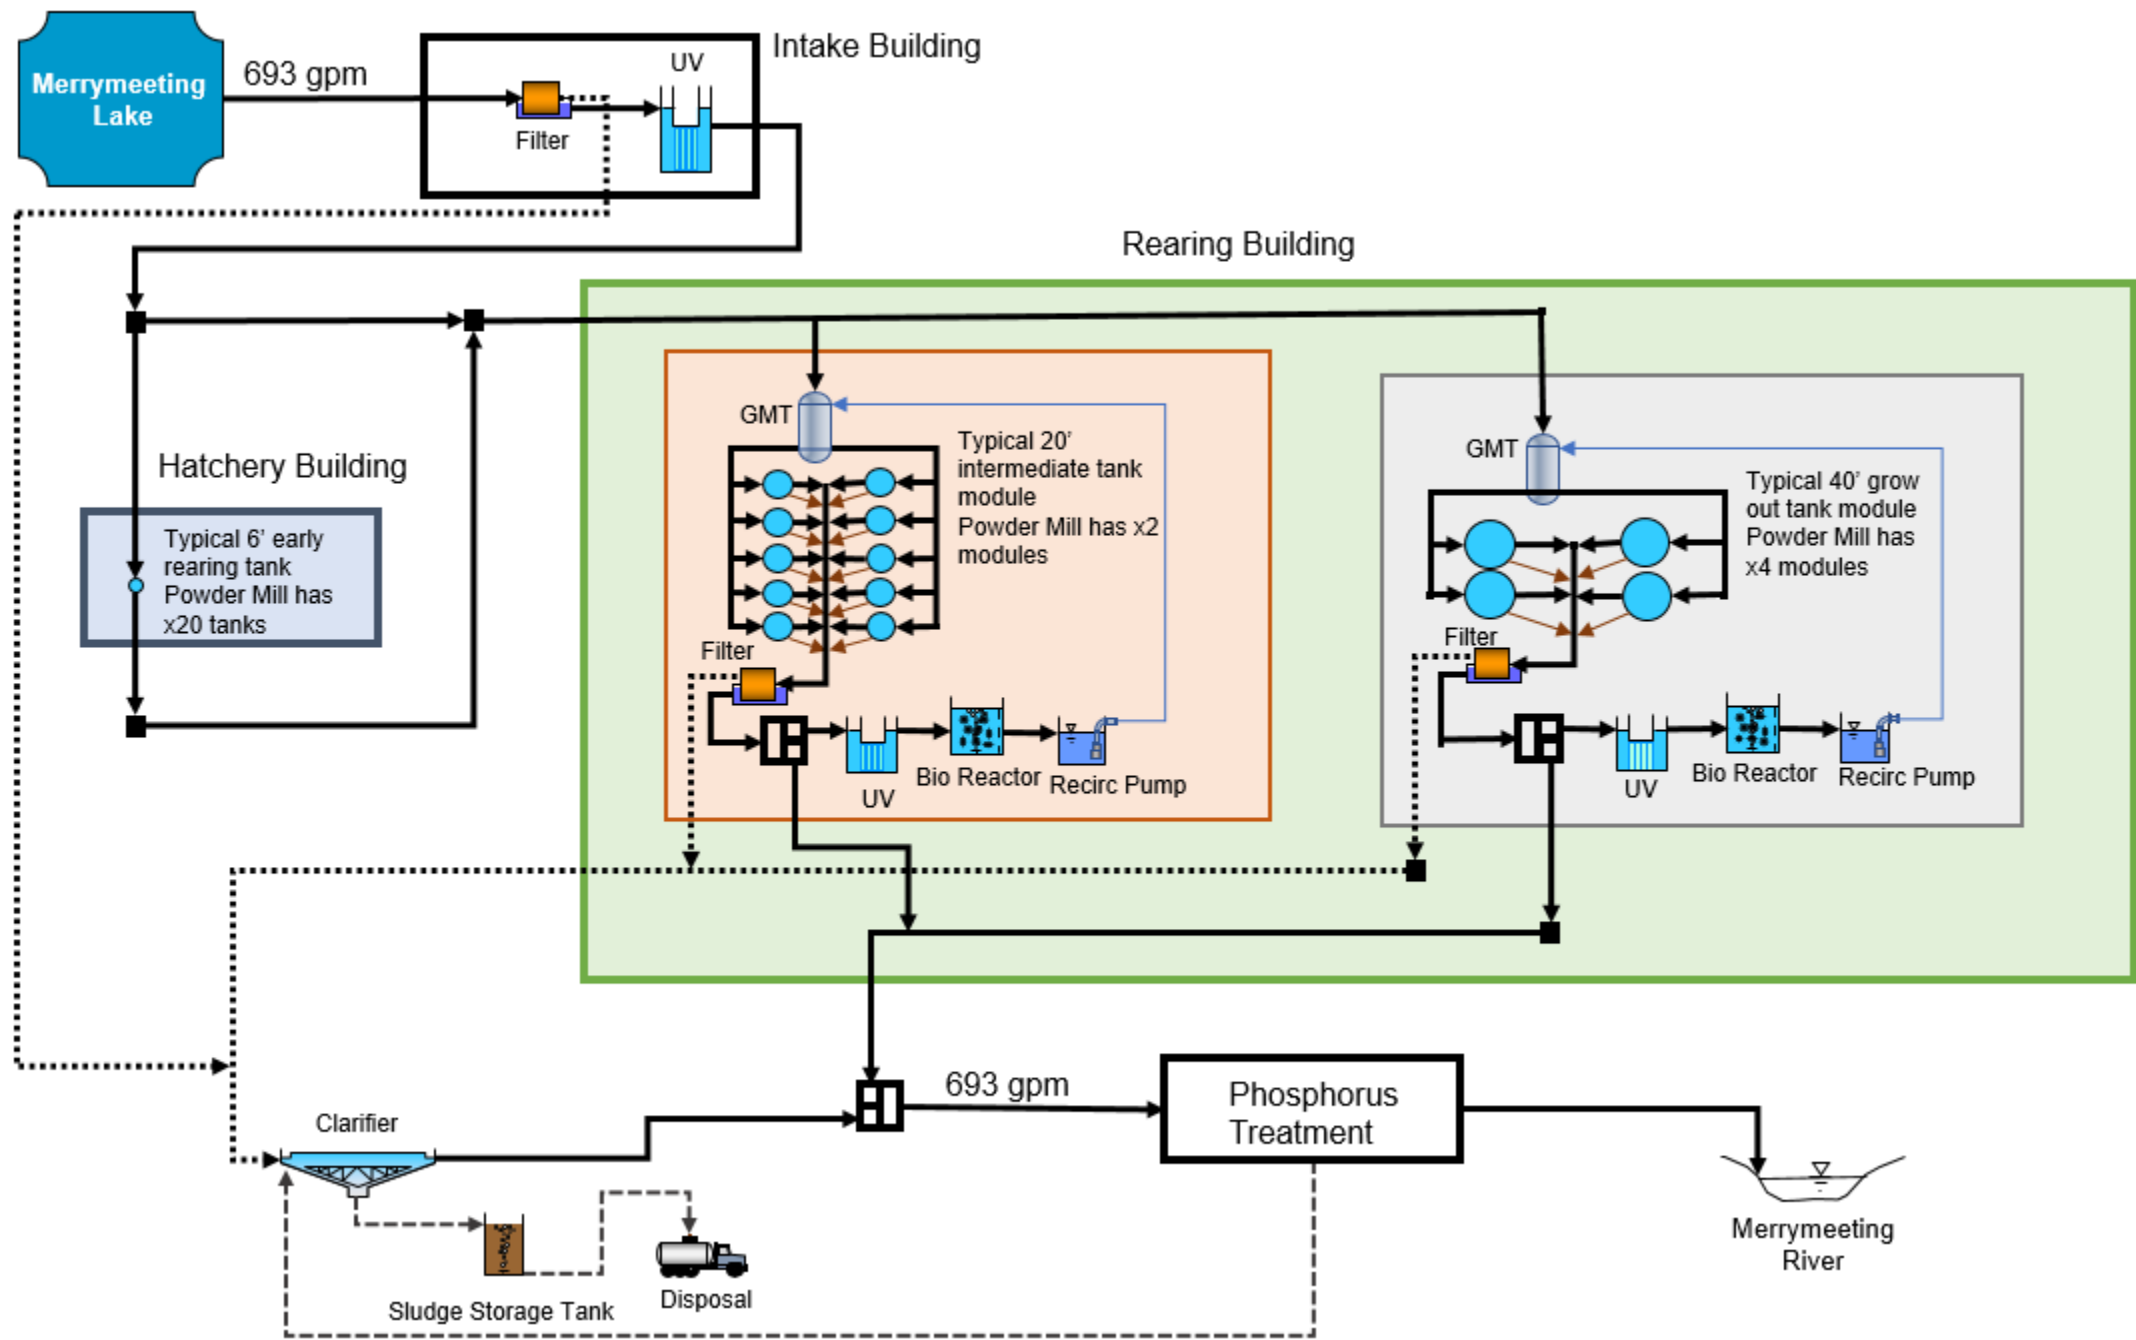 Merrymeeting
Lake
693 gpm
Intake Building
UV
Filter
Rearing Building
Hatchery Building
Typical 6’ early
rearing tank
Powder Mill has
x20 tanks
GMT
Typical 20’
intermediate tank
module
Powder Mill has x2
modules
Filter
UV
Bio Reactor
Recirc Pump
GMT
Typical 40’ grow
out tank module
Powder Mill has
x4 modules
Filter
UV
Bio Reactor
Recirc Pump
Clarifier
693 gpm
Phosphorus
Treatment
Sludge Storage Tank
Disposal
Merrymeeting
River